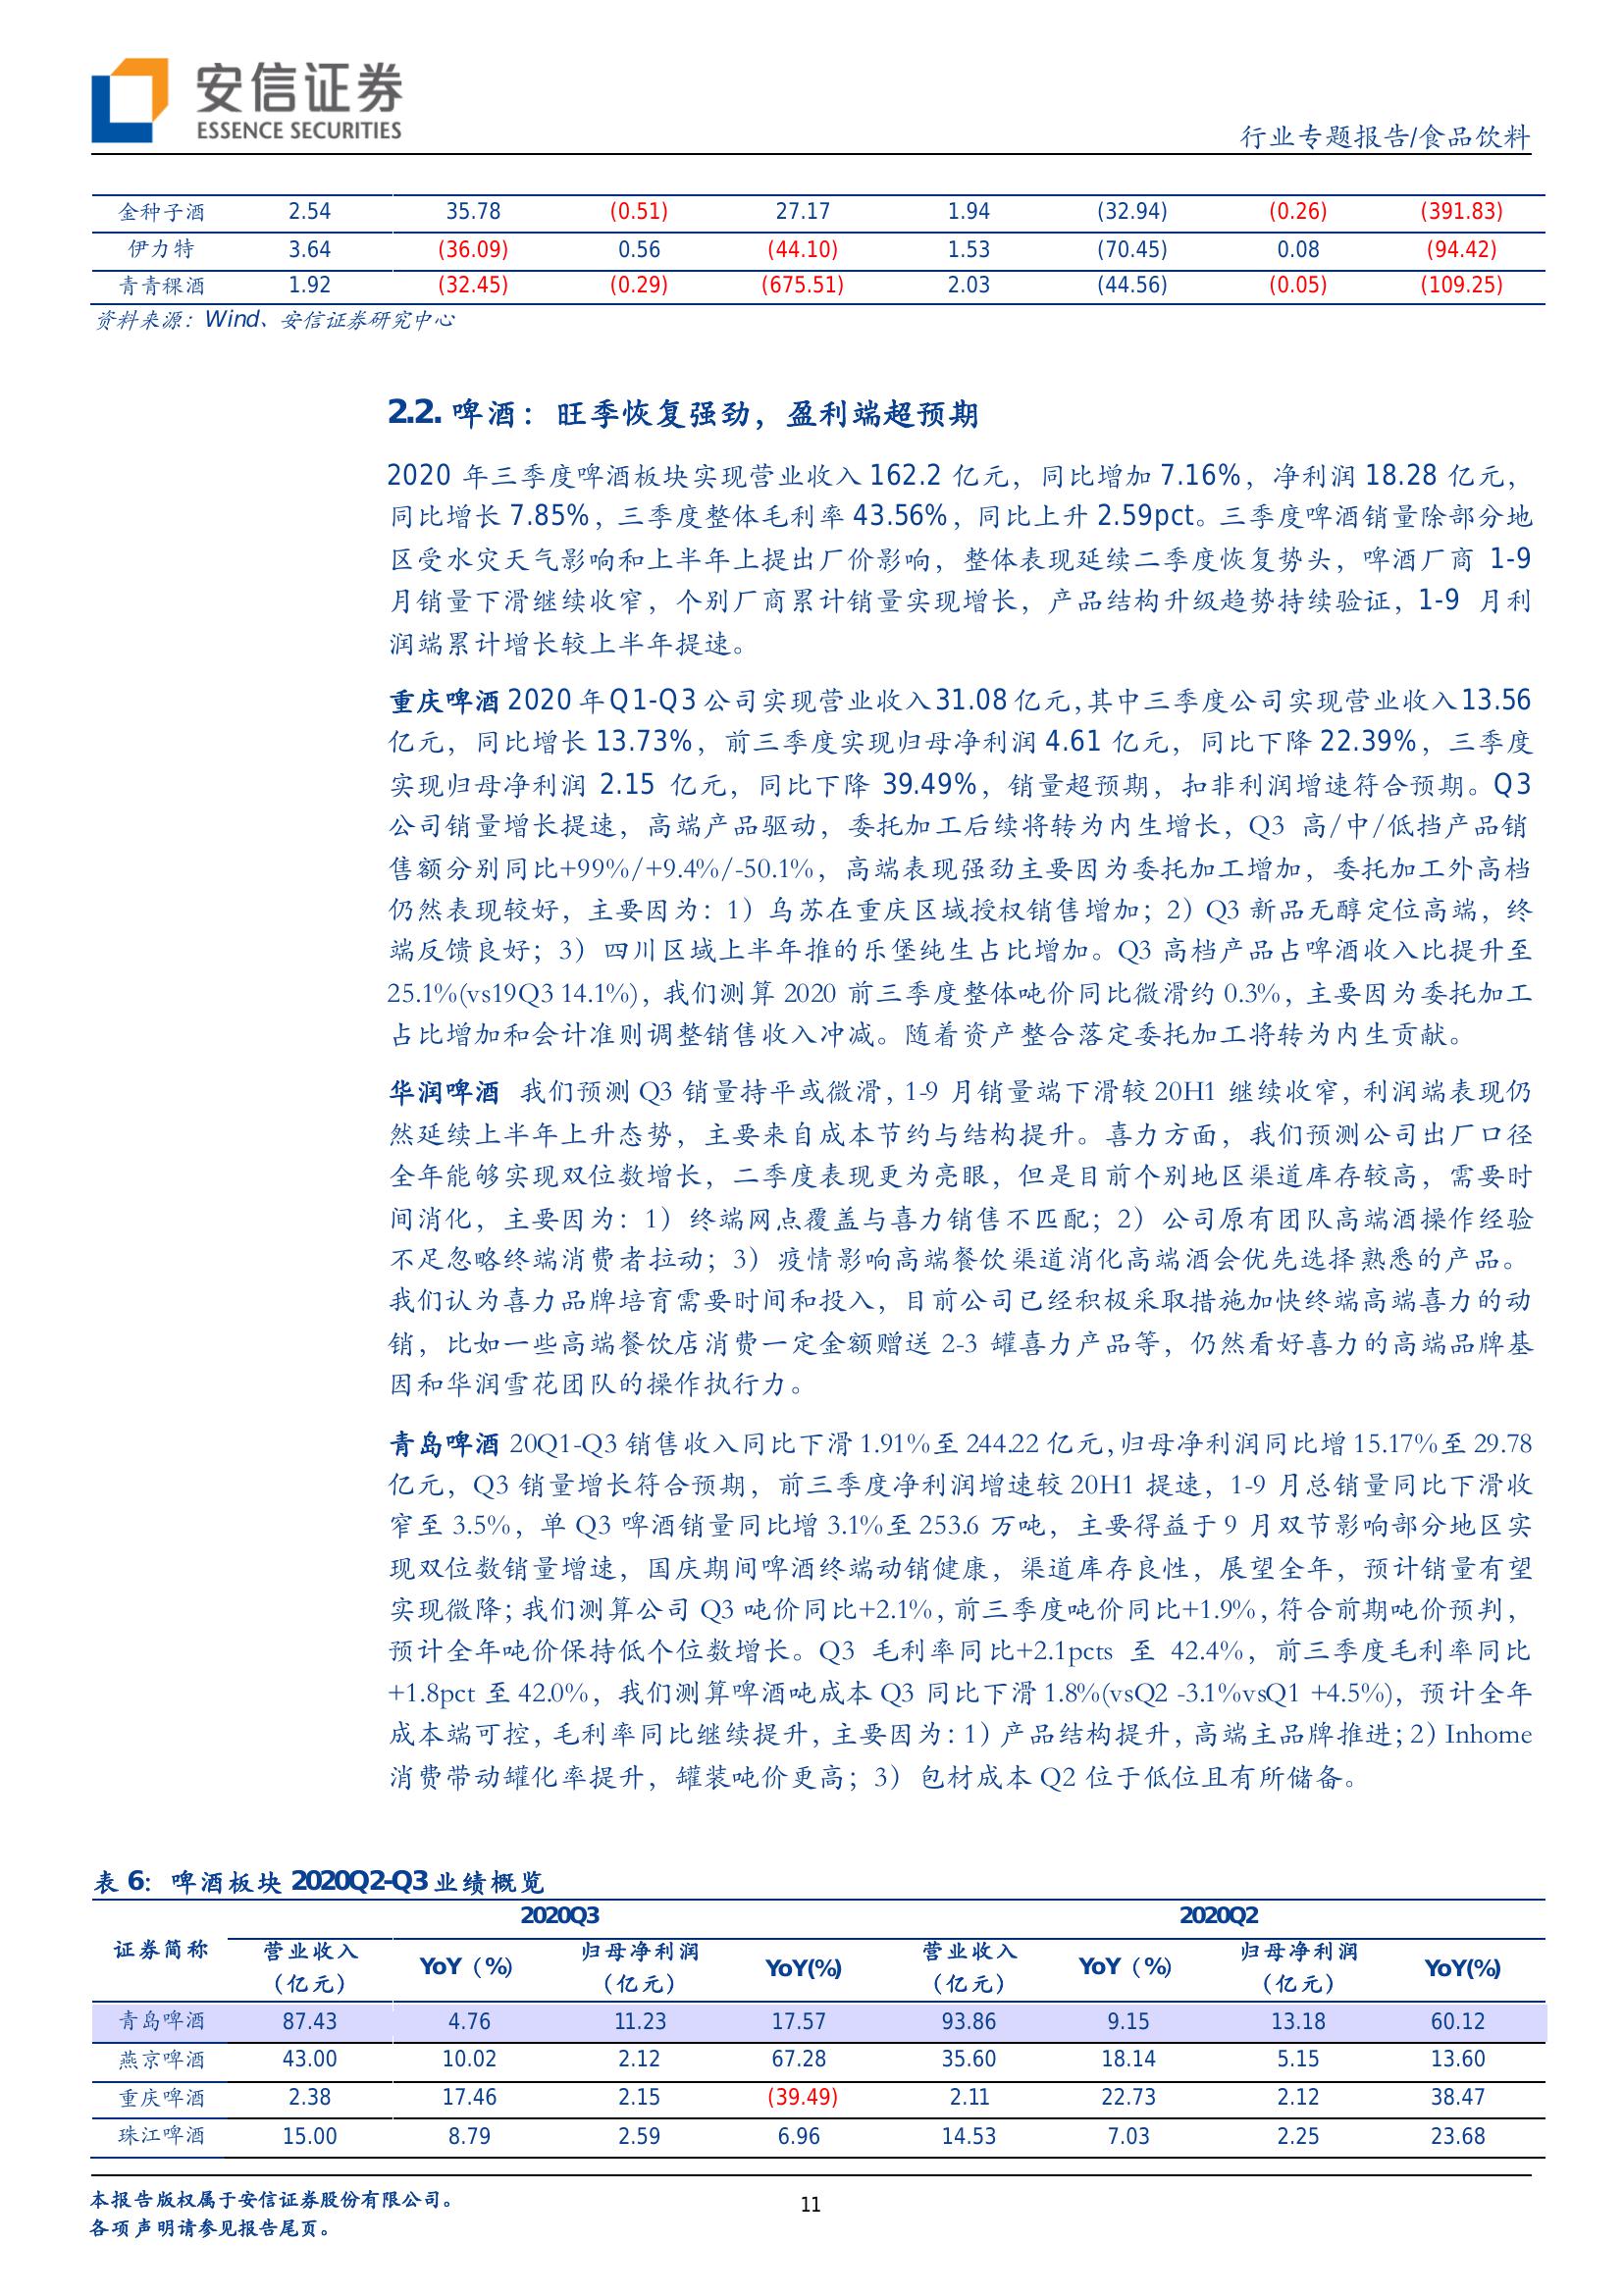 安信证券
ESSENCE SECURITIES
行业专题报告/食品饮料
金种子酒 2.54 35.78 (0.51) 27.17 1.94 (32.94) (0.26) (391.83)
伊力特 3.64 (36.09) 0.56 (44.10) 1.53 (70.45) 0.08 (94.42)
青青稞酒 1.92 (32.45) (0.29) (675.51) 2.03 (44.56) (0.05) (109.25)
资料来源：Wind、安信证券研究中心
2.2. 啤酒：旺季恢复强劲，盈利端超预期
2020 年三季度啤酒板块实现营业收入 162.2 亿元，同比增加 7.16%，净利润 18.28 亿元，
同比增长 7.85%，三季度整体毛利率 43.56%，同比上升 2.59pct。三季度啤酒销量除部分地
区受水灾天气影响和上半年上提出厂价影响，整体表现延续二季度恢复势头，啤酒厂商 1-9
月销量下滑继续收窄，个别厂商累计销量实现增长，产品结构升级趋势持续验证，1-9 月利
润端累计增长较上半年提速。
重庆啤酒 2020 年 Q1-Q3 公司实现营业收入 31.08 亿元，其中三季度公司实现营业收入 13.56
亿元，同比增长 13.73%，前三季度实现归母净利润 4.61 亿元，同比下降 22.39%，三季度
实现归母净利润 2.15 亿元，同比下降 39.49%，销量超预期，扣非利润增速符合预期。Q3
公司销量增长提速，高端产品驱动，委托加工后续将转为内生增长，Q3 高/中/低挡产品销
售额分别同比+99%/+9.4%/-50.1%，高端表现强劲主要因为委托加工增加，委托加工外高档
仍然表现较好，主要因为：1）乌苏在重庆区域授权销售增加；2）Q3 新品无醇定位高端，终
端反馈良好；3）四川区域上半年推的乐堡纯生占比增加。Q3 高档产品占啤酒收入比提升至
25.1%(vs19Q3 14.1%)，我们测算 2020 前三季度整体吨价同比微滑约 0.3%，主要因为委托加工
占比增加和会计准则调整销售收入冲减。随着资产整合落定委托加工将转为内生贡献。
华润啤酒 我们预测 Q3 销量持平或微滑，1-9 月销量端下滑较 20H1 继续收窄，利润端表现仍
然延续上半年上升态势，主要来自成本节约与结构提升。喜力方面，我们预测公司出厂口径
全年能够实现双位数增长，二季度表现更为亮眼，但是目前个别地区渠道库存较高，需要时
间消化，主要因为：1）终端网点覆盖与喜力销售不匹配；2）公司原有团队高端酒操作经验
不足忽略终端消费者拉动；3）疫情影响高端餐饮渠道消化高端酒会优先选择熟悉的产品。
我们认为喜力品牌培育需要时间和投入，目前公司已经积极采取措施加快终端高端喜力的动
销，比如一些高端餐饮店消费一定金额赠送 2-3 罐喜力产品等，仍然看好喜力的高端品牌基
因和华润雪花团队的操作执行力。
青岛啤酒 20Q1-Q3 销售收入同比下滑 1.91%至 244.22 亿元，归母净利润同比增 15.17%至 29.78
亿元，Q3 销量增长符合预期，前三季度净利润增速较 20H1 提速，1-9 月总销量同比下滑收
窄至 3.5%，单 Q3 啤酒销量同比增 3.1%至 253.6 万吨，主要得益于 9 月双节影响部分地区实
现双位数销量增速，国庆期间啤酒终端动销健康，渠道库存良性，展望全年，预计销量有望
实现微降；我们测算公司 Q3 吨价同比+2.1%，前三季度吨价同比+1.9%，符合前期吨价预判，
预计全年吨价保持低个位数增长。Q3 毛利率同比+2.1pcts 至 42.4%，前三季度毛利率同比
+1.8pct 至 42.0%，我们测算啤酒吨成本 Q3 同比下滑 1.8%(vsQ2 -3.1%vsQ1 +4.5%)，预计全年
成本端可控，毛利率同比继续提升，主要因为：1）产品结构提升，高端主品牌推进；2）Inhome
消费带动罐化率提升，罐装吨价更高；3）包材成本 Q2 位于低位且有所储备。
表 6：啤酒板块 2020Q2-Q3 业绩概览
2020Q3 2020Q2
证券简称 营业收入（亿元） YoY（%） 归母净利润（亿元） YoY(%) 营业收入（亿元） YoY（%） 归母净利润（亿元） YoY(%)
青岛啤酒 87.43 4.76 11.23 17.57 93.86 9.15 13.18 60.12
燕京啤酒 43.00 10.02 2.12 67.28 35.60 18.14 5.15 13.60
重庆啤酒 2.38 17.46 2.15 (39.49) 2.11 22.73 2.12 38.47
珠江啤酒 15.00 8.79 2.59 6.96 14.53 7.03 2.25 23.68
本报告版权属于安信证券股份有限公司。
各项声明请参见报告尾页。
11